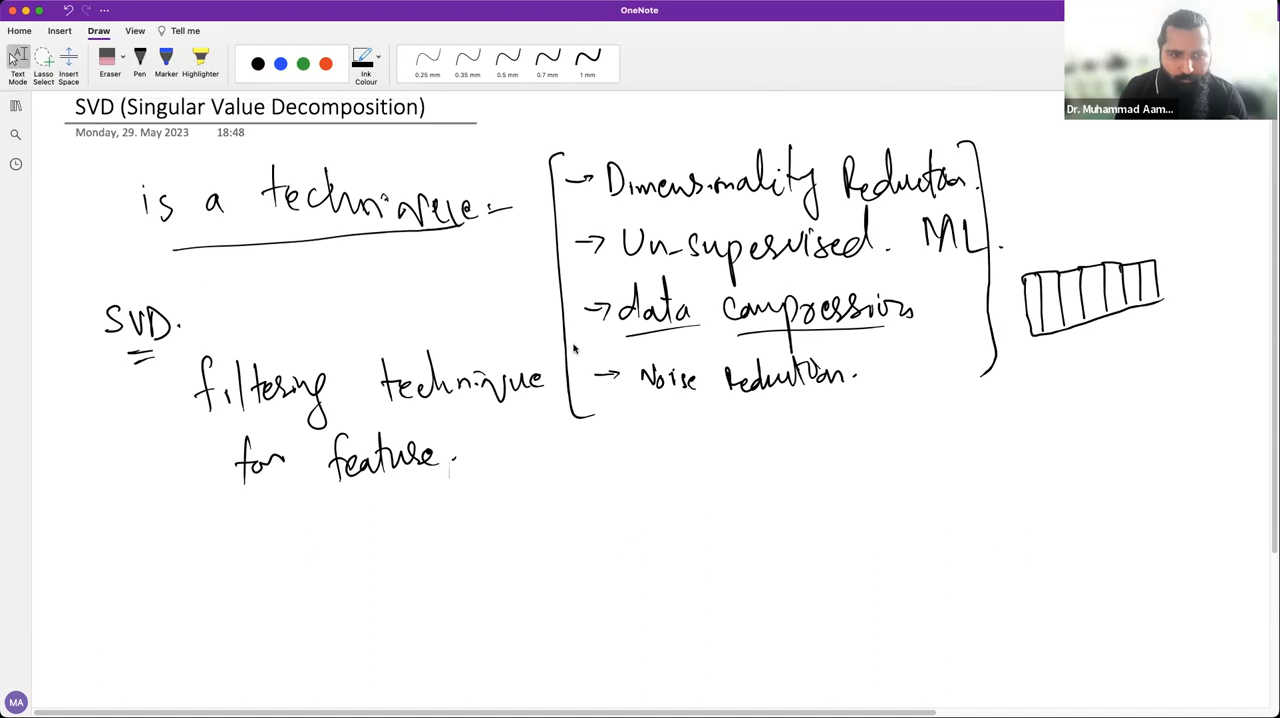 OneNote
Home Insert Draw View Tell me
Text Mode
Lasso Select
Insert Space
Eraser
Pen
Marker
Highlighter
Ink Colour
0.25 mm
0.35 mm
0.5 mm
0.7 mm
1 mm
Dr. Muhammad Aam...
SVD (Singular Value Decomposition)
Monday, 29. May 2023 18:48
is a technique
→ Dimensionality Reduction.
→ Un-supervised. ML.
→ data compression
→ Noise reduction.
SVD.
filtering technique
for feature.
MA